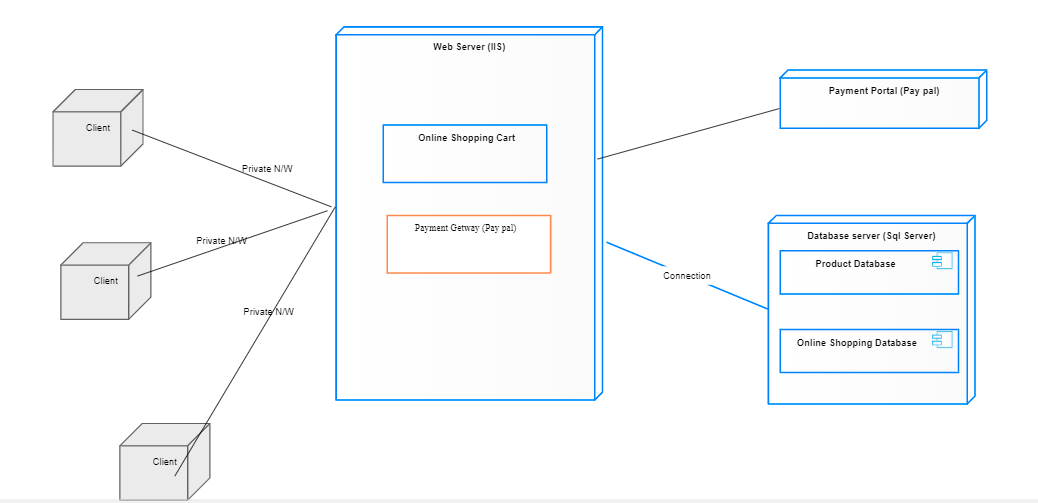 Web Server (IIS)
Payment Portal (Pay pal)
Client
Online Shopping Cart
Private N/W
Payment Getway (Pay pal)
Database server (Sql Server)
Private N/W
Product Database
Client
Connection
Private N/W
Online Shopping Database
Client